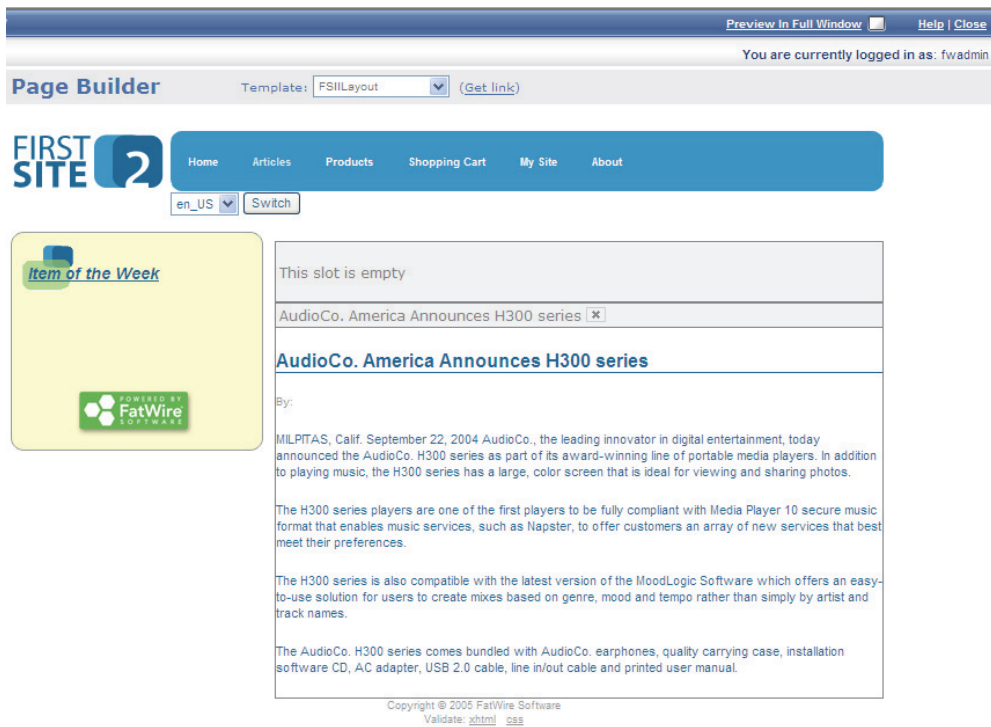 Preview In Full Window
Help | Close
You are currently logged in as: fwadmin
Page Builder
Template: FSIILayout (Get link)
FIRST
SITE 2
Home Articles Products Shopping Cart My Site About
en_US Switch
Item of the Week
POWERED BY
FatWire
SOFTWARE
This slot is empty
AudioCo. America Announces H300 series
AudioCo. America Announces H300 series
By:
MILPITAS, Calif. September 22, 2004 AudioCo., the leading innovator in digital entertainment, today
announced the AudioCo. H300 series as part of its award-winning line of portable media players. In addition
to playing music, the H300 series has a large, color screen that is ideal for viewing and sharing photos.
The H300 series players are one of the first players to be fully compliant with Media Player 10 secure music
format that enables music services, such as Napster, to offer customers an array of new services that best
meet their preferences.
The H300 series is also compatible with the latest version of the MoodLogic Software which offers an easy-
to-use solution for users to create mixes based on genre, mood and tempo rather than simply by artist and
track names.
The AudioCo. H300 series comes bundled with AudioCo. earphones, quality carrying case, installation
software CD, AC adapter, USB 2.0 cable, line in/out cable and printed user manual.
Copyright © 2005 FatWire Software
Validate: xhtml css